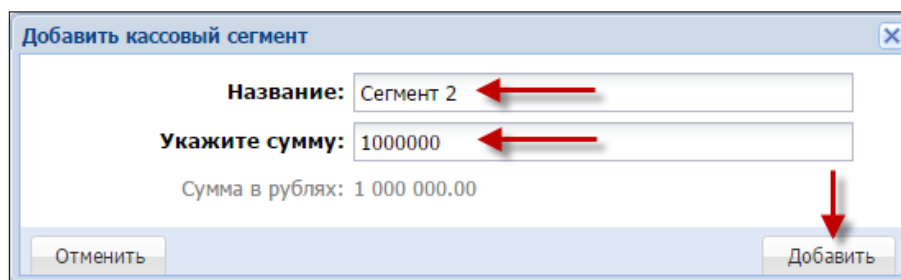 Добавить кассовый сегмент
Название: Сегмент 2
Укажите сумму: 1000000
Сумма в рублях: 1 000 000.00
Отменить Добавить